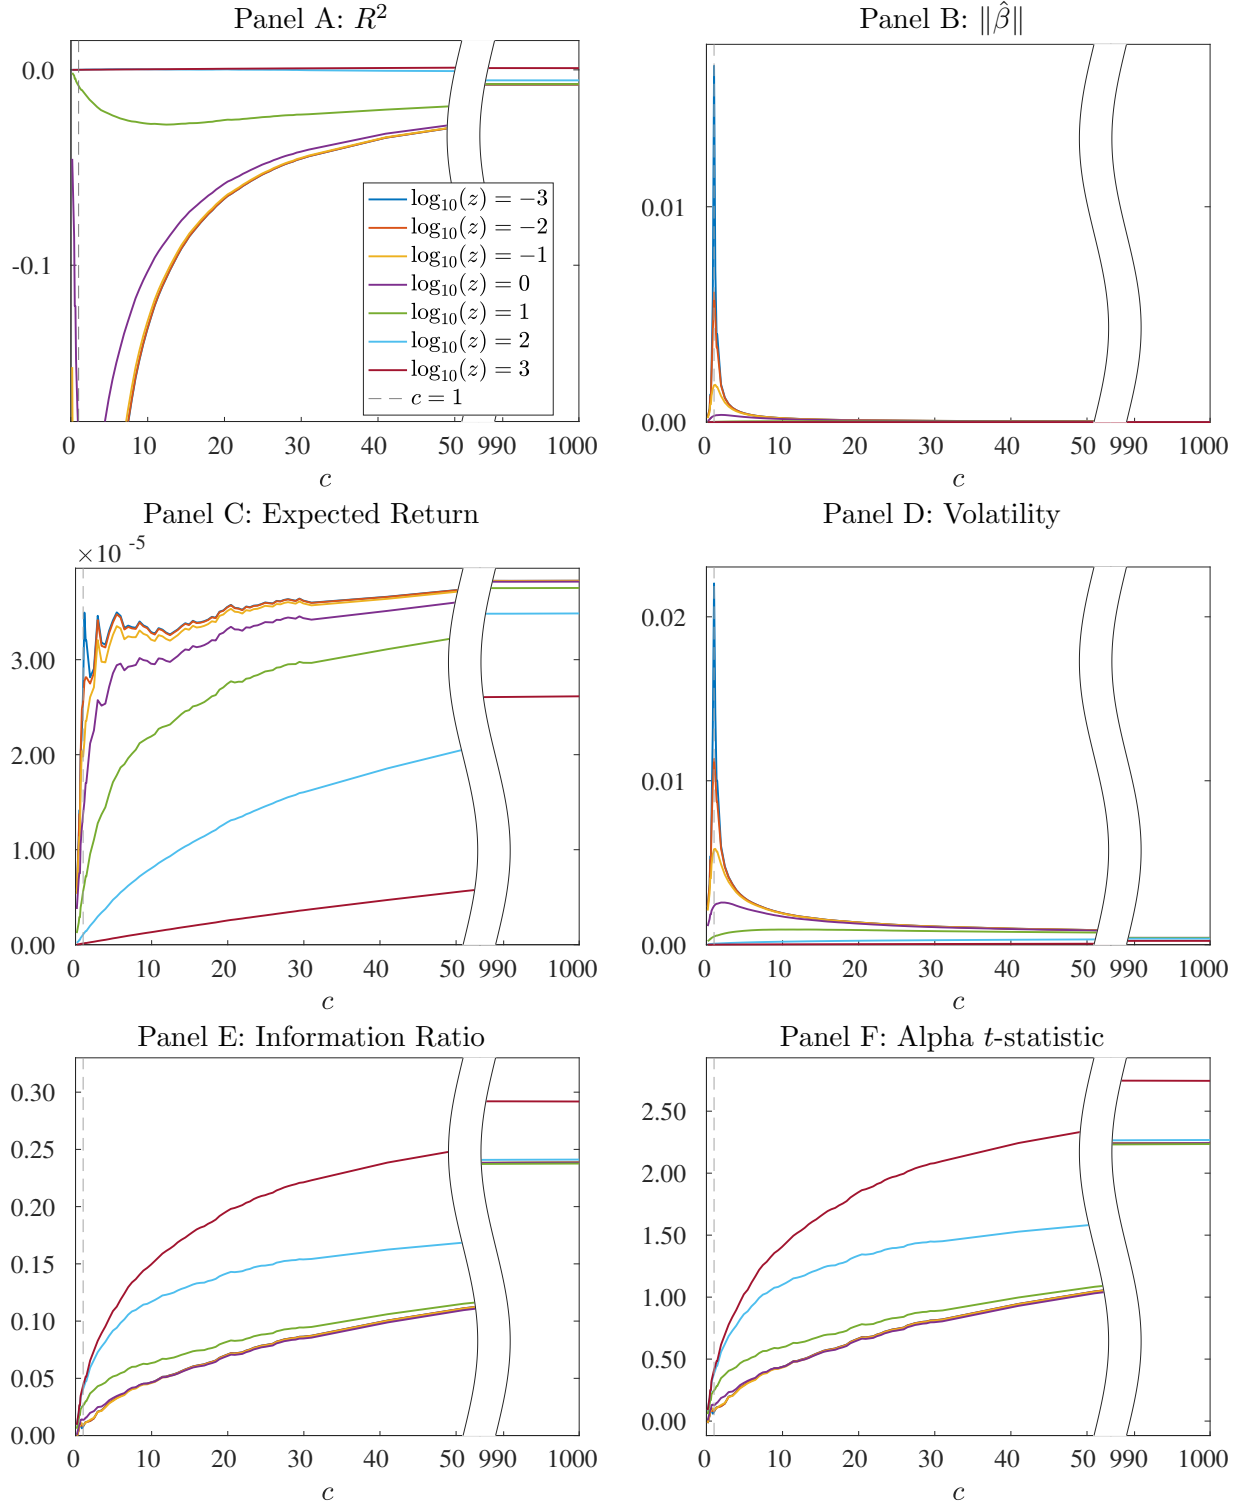 Panel A: R²
0.0
-0.1
log₁₀(z) = −3
log₁₀(z) = −2
log₁₀(z) = −1
log₁₀(z) = 0
log₁₀(z) = 1
log₁₀(z) = 2
log₁₀(z) = 3
c = 1
0 10 20 30 40 50 990 1000
c
Panel B: ‖β̂‖
0.01
0.00
0 10 20 30 40 50 990 1000
c
Panel C: Expected Return
×10 -5
3.00
2.00
1.00
0.00
0 10 20 30 40 50 990 1000
c
Panel D: Volatility
0.02
0.01
0.00
0 10 20 30 40 50 990 1000
c
Panel E: Information Ratio
0.30
0.25
0.20
0.15
0.10
0.05
0.00
0 10 20 30 40 50 990 1000
c
Panel F: Alpha t-statistic
2.50
2.00
1.50
1.00
0.50
0.00
0 10 20 30 40 50 990 1000
c